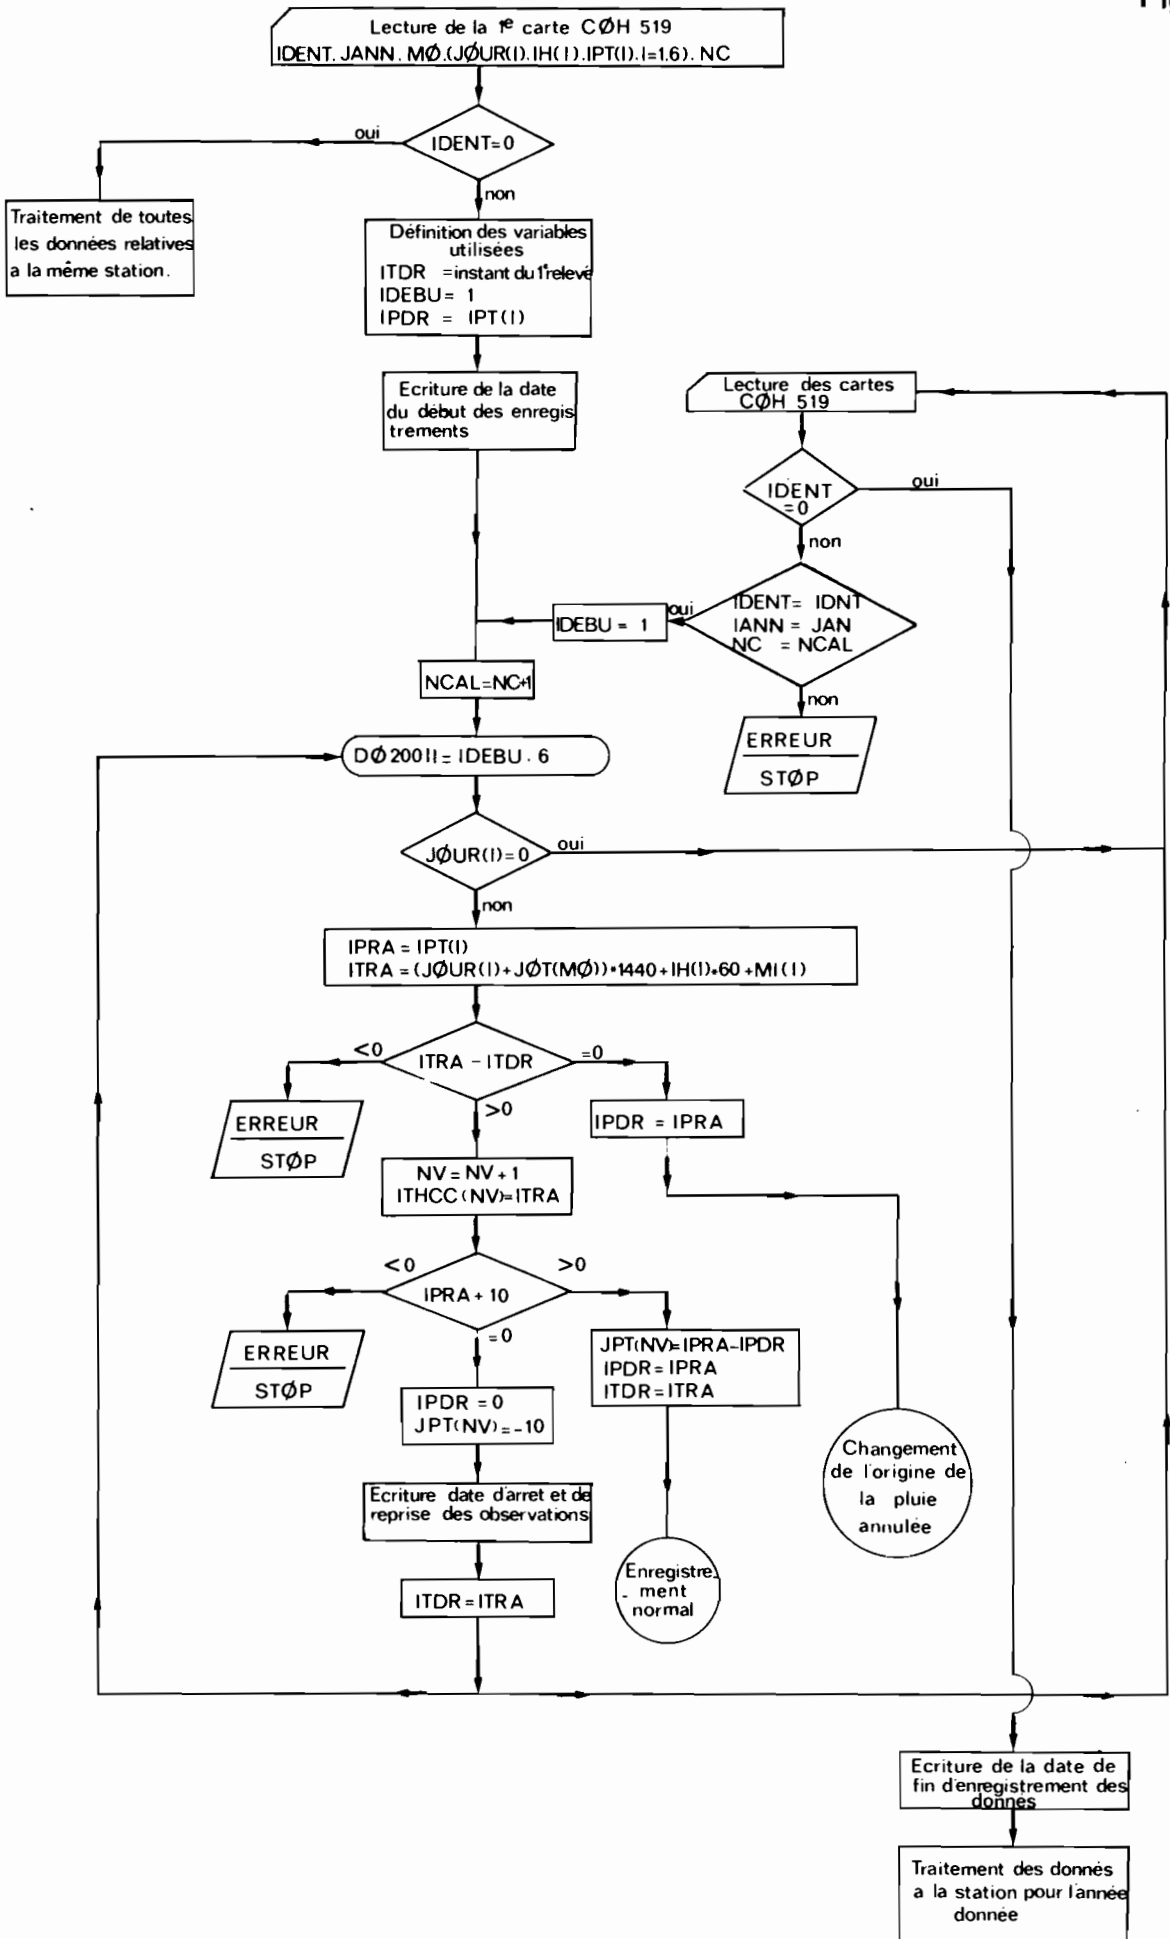 Lecture de la 1e carte CØH 519
IDENT. JANN. MØ.(JØUR(I).IH(I).IPT(I).I=1.6). NC
oui
IDENT=0
non
Traitement de toutes
les données relatives
a la même station.
Définition des variables
utilisées
ITDR = instant du 1e relevé
IDEBU = 1
IPDR = IPT(I)
Ecriture de la date
du début des enregis
trements
Lecture des cartes
CØH 519
IDENT
=0
oui
non
IDENT= IDNT
IANN = JAN
NC = NCAL
oui
IDEBU = 1
non
ERREUR
STØP
NCAL=NC+1
DØ 200 II = IDEBU . 6
JØUR(I)=0
oui
non
IPRA = IPT(I)
ITRA = (JØUR(I)+JØT(MØ))*1440+IH(I)*60+MI(I)
<0
ITRA - ITDR
=0
>0
ERREUR
STØP
IPDR = IPRA
NV = NV + 1
ITHCC(NV)=ITRA
<0
>0
IPRA + 10
=0
ERREUR
STØP
JPT(NV)=IPRA-IPDR
IPDR = IPRA
ITDR = ITRA
IPDR = 0
JPT(NV) = -10
Ecriture date d'arret et de
reprise des observations
ITDR = ITRA
Enregistre_
_ ment
normal
Changement
de l'origine de
la pluie
annulée
Ecriture de la date de
fin d'enregistrement des
donnés
Traitement des donnés
a la station pour l'année
donnée